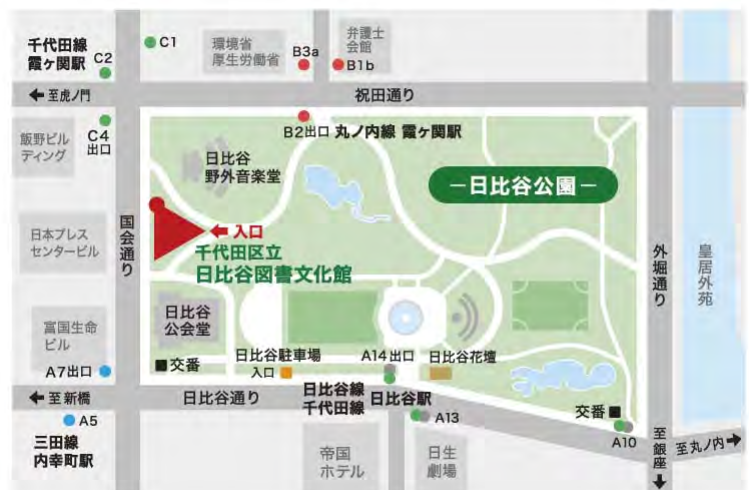 千代田線
霞ヶ関駅
C2
C1
環境省
厚生労働省
B3a
弁護士
会館
B1b
← 至虎ノ門
祝田通り
飯野ビル
ディング
C4
出口
B2出口 丸ノ内線 霞ヶ関駅
日比谷
野外音楽堂
－日比谷公園－
国会通り
← 入口
千代田区立
日比谷図書文化館
日本プレス
センタービル
外堀通り
皇居外苑
日比谷
公会堂
富国生命
ビル
A7出口
交番
日比谷駐車場
入口
A14出口
日比谷花壇
← 至新橋
日比谷通り
日比谷線
千代田線
日比谷駅
交番
A5
A13
A10
三田線
内幸町駅
帝国
ホテル
日生
劇場
至銀座
至丸ノ内